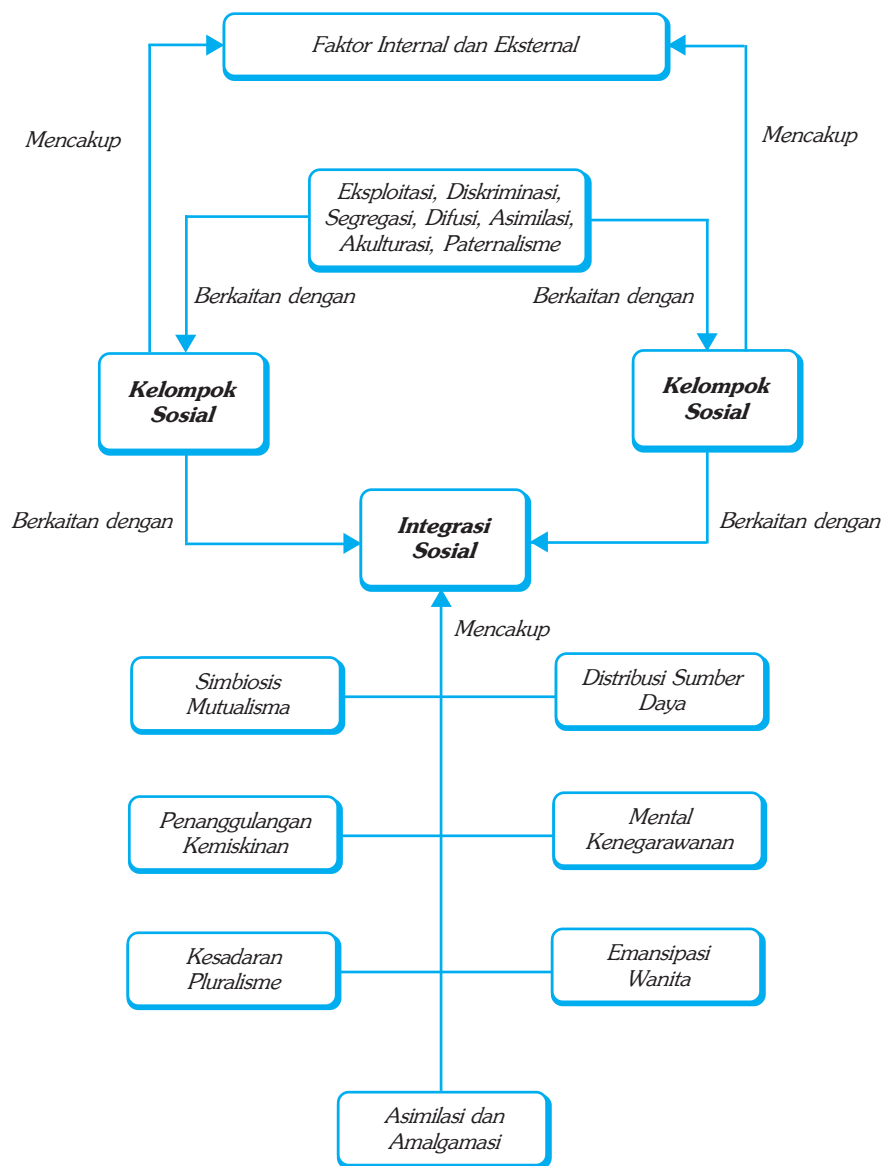 Faktor Internal dan Eksternal
Mencakup
Mencakup
Eksploitasi, Diskriminasi,
Segregasi, Difusi, Asimilasi,
Akulturasi, Paternalisme
Berkaitan dengan
Berkaitan dengan
Kelompok
Sosial
Kelompok
Sosial
Berkaitan dengan
Integrasi
Sosial
Berkaitan dengan
Mencakup
Simbiosis
Mutualisma
Distribusi Sumber
Daya
Penanggulangan
Kemiskinan
Mental
Kenegarawanan
Kesadaran
Pluralisme
Emansipasi
Wanita
Asimilasi dan
Amalgamasi